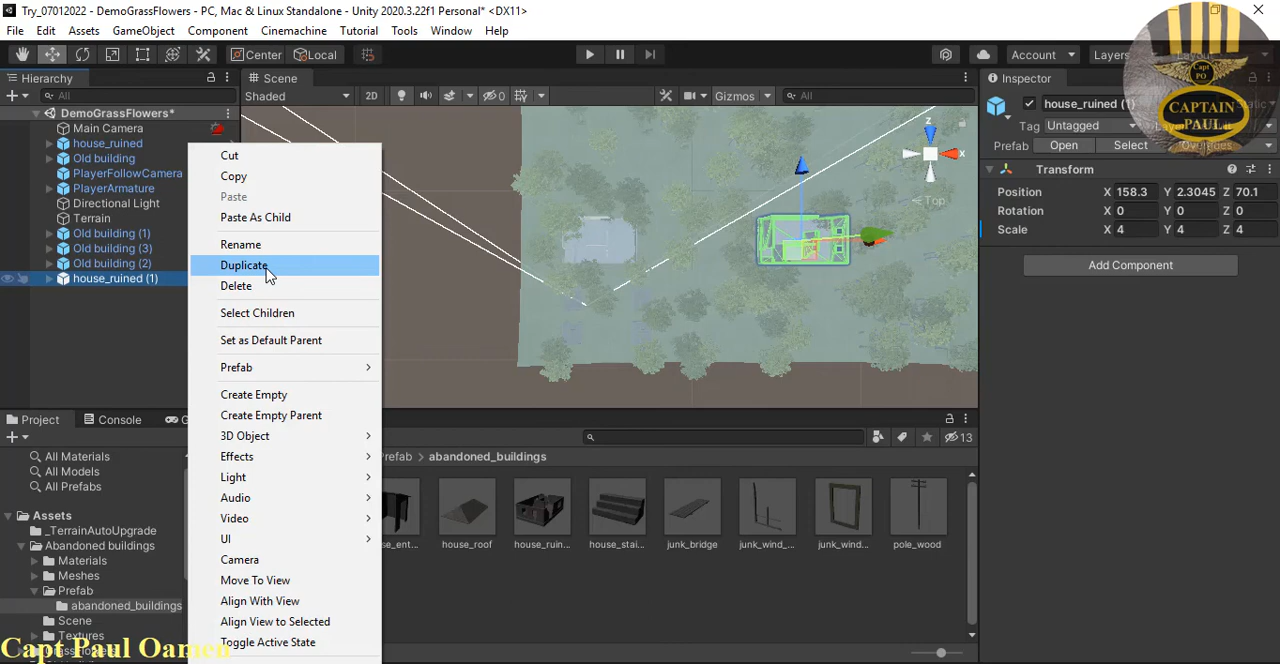 Try_07012022 - DemoGrassFlowers - PC, Mac & Linux Standalone - Unity 2020.3.22f1 Personal* <DX11>
File Edit Assets GameObject Component Cinemachine Tutorial Tools Window Help
Center Local Account Layers
Hierarchy Scene Inspector
All Shaded 2D 0 Gizmos All
DemoGrassFlowers*
Main Camera
house_ruined
Old building
PlayerFollowCamera
PlayerArmature
Directional Light
Terrain
Old building (1)
Old building (3)
Old building (2)
house_ruined (1)
Cut
Copy
Paste
Paste As Child
Rename
Duplicate
Delete
Select Children
Set as Default Parent
Prefab
Create Empty
Create Empty Parent
3D Object
Effects
Light
Audio
Video
UI
Camera
Move To View
Align With View
Align View to Selected
Toggle Active State
z
x
Top
house_ruined (1)
Tag Untagged
Prefab Open Select Overrides
Transform
Position X 158.3 Y 2.3045 Z 70.1
Rotation X 0 Y 0 Z 0
Scale X 4 Y 4 Z 4
Add Component
Capt
PO
CAPTAIN
PAUL
Project Console
13
All Materials
All Models
All Prefabs
Assets
_TerrainAutoUpgrade
Abandoned buildings
Materials
Meshes
Prefab
abandoned_buildings
Scene
Textures
Prefab abandoned_buildings
se_ent... house_roof house_ruin... house_stai... junk_bridge junk_wind_... junk_wind... pole_wood
Capt Paul Oamen